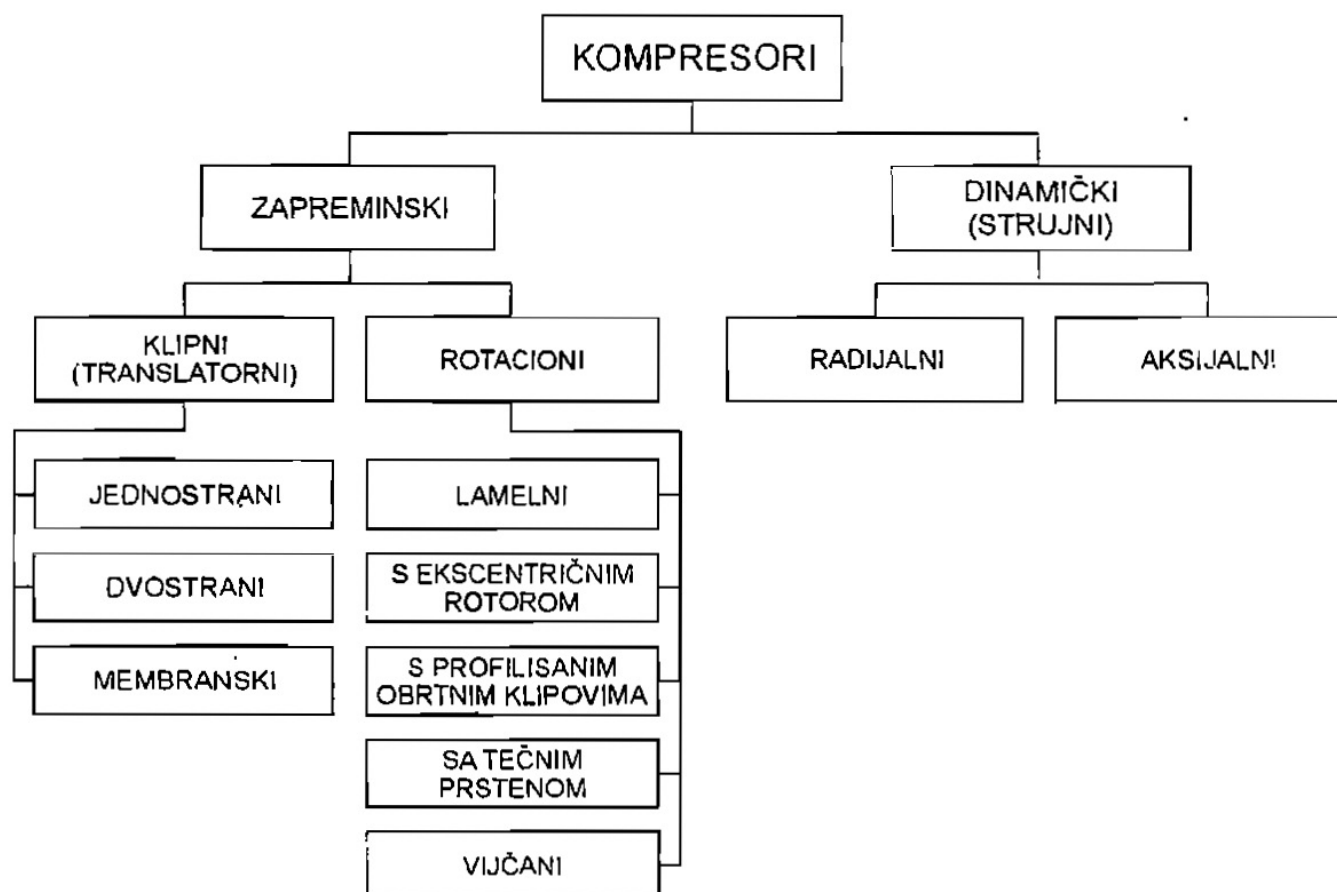 KOMPRESORI
ZAPREMINSKI
DINAMIČKI
(STRUJNI)
KLIPNI
(TRANSLATORNI)
ROTACIONI
RADIJALNI
AKSIJALNI
JEDNOSTRANI
LAMELNI
DVOSTRANI
S EKSCENTRIČNIM
ROTOROM
MEMBRANSKI
S PROFILISANIM
OBRTNIM KLIPOVIMA
SA TEČNIM
PRSTENOM
VIJČANI